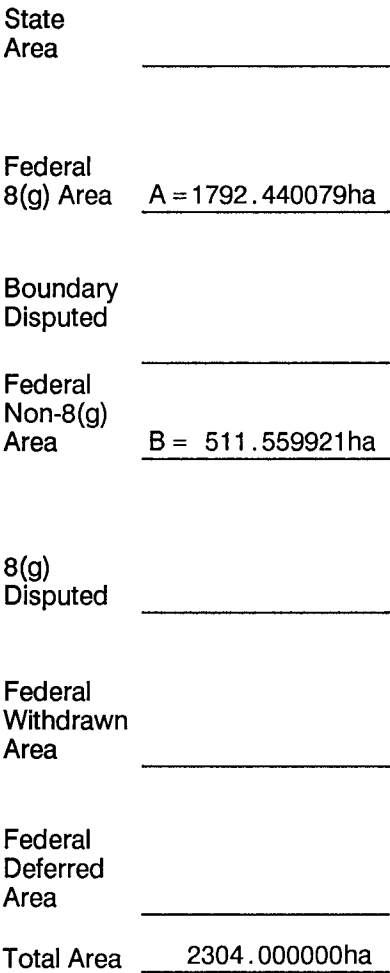 State
Area
Federal
8(g) Area A = 1792.440079ha
Boundary
Disputed
Federal
Non-8(g)
Area B = 511.559921ha
8(g)
Disputed
Federal
Withdrawn
Area
Federal
Deferred
Area
Total Area 2304.000000ha